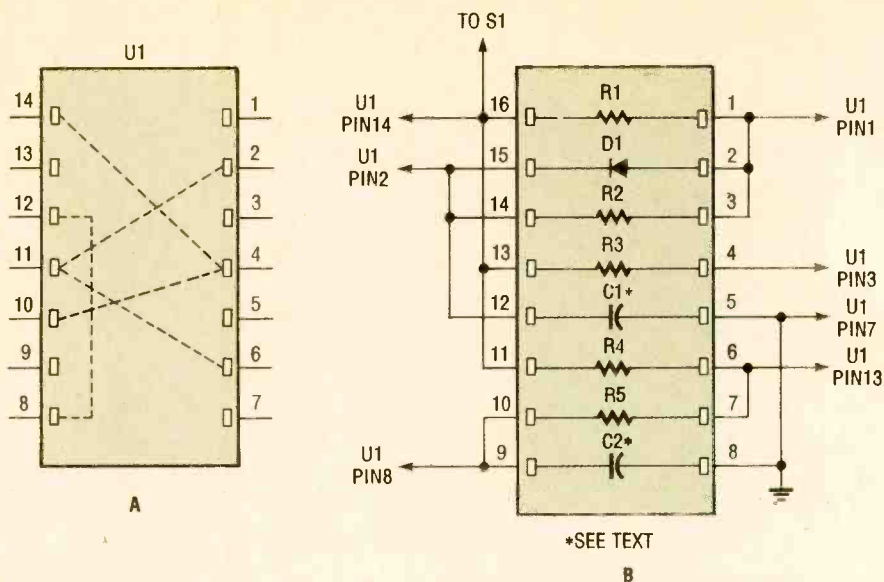 U1
14
13
12
11
10
9
8
1
2
3
4
5
6
7
A
TO S1
U1
PIN14
U1
PIN2
U1
PIN8
16
15
14
13
12
11
10
9
R1
D1
R2
R3
C1*
R4
R5
C2*
1
2
3
4
5
6
7
8
U1
PIN1
U1
PIN3
U1
PIN7
U1
PIN13
*SEE TEXT
B